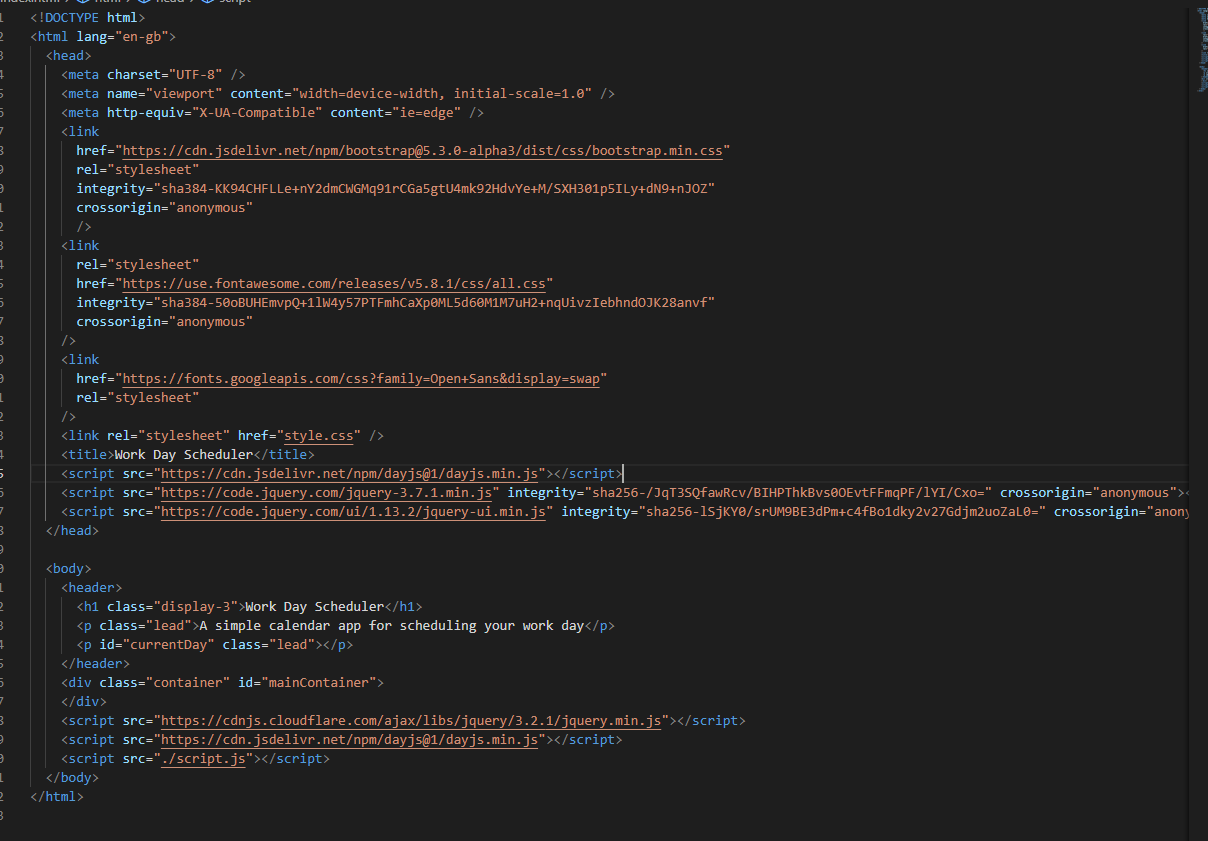 <!DOCTYPE html>
<html lang="en-gb">
<head>
<meta charset="UTF-8" />
<meta name="viewport" content="width=device-width, initial-scale=1.0" />
<meta http-equiv="X-UA-Compatible" content="ie=edge" />
<link
href="https://cdn.jsdelivr.net/npm/bootstrap@5.3.0-alpha3/dist/css/bootstrap.min.css"
rel="stylesheet"
integrity="sha384-KK94CHFLLe+nY2dmCWGMq91rCGa5gtU4mk92HdvYe+M/SXH301p5ILy+dN9+nJOZ"
crossorigin="anonymous"
/>
<link
rel="stylesheet"
href="https://use.fontawesome.com/releases/v5.8.1/css/all.css"
integrity="sha384-50oBUHEmvpQ+1lW4y57PTFmhCaXp0ML5d60M1M7uH2+nqUivzIebhndOJK28anvf"
crossorigin="anonymous"
/>
<link
href="https://fonts.googleapis.com/css?family=Open+Sans&display=swap"
rel="stylesheet"
/>
<link rel="stylesheet" href="style.css" />
<title>Work Day Scheduler</title>
<script src="https://cdn.jsdelivr.net/npm/dayjs@1/dayjs.min.js"></script>
<script src="https://code.jquery.com/jquery-3.7.1.min.js" integrity="sha256-/JqT3SQfawRcv/BIHPThkBvs0OEvtFFmqPF/lYI/Cxo=" crossorigin="anonymous"><
<script src="https://code.jquery.com/ui/1.13.2/jquery-ui.min.js" integrity="sha256-lSjKY0/srUM9BE3dPm+c4fBo1dky2v27Gdjm2uoZaL0=" crossorigin="anony
</head>
<body>
<header>
<h1 class="display-3">Work Day Scheduler</h1>
<p class="lead">A simple calendar app for scheduling your work day</p>
<p id="currentDay" class="lead"></p>
</header>
<div class="container" id="mainContainer">
</div>
<script src="https://cdnjs.cloudflare.com/ajax/libs/jquery/3.2.1/jquery.min.js"></script>
<script src="https://cdn.jsdelivr.net/npm/dayjs@1/dayjs.min.js"></script>
<script src="./script.js"></script>
</body>
</html>